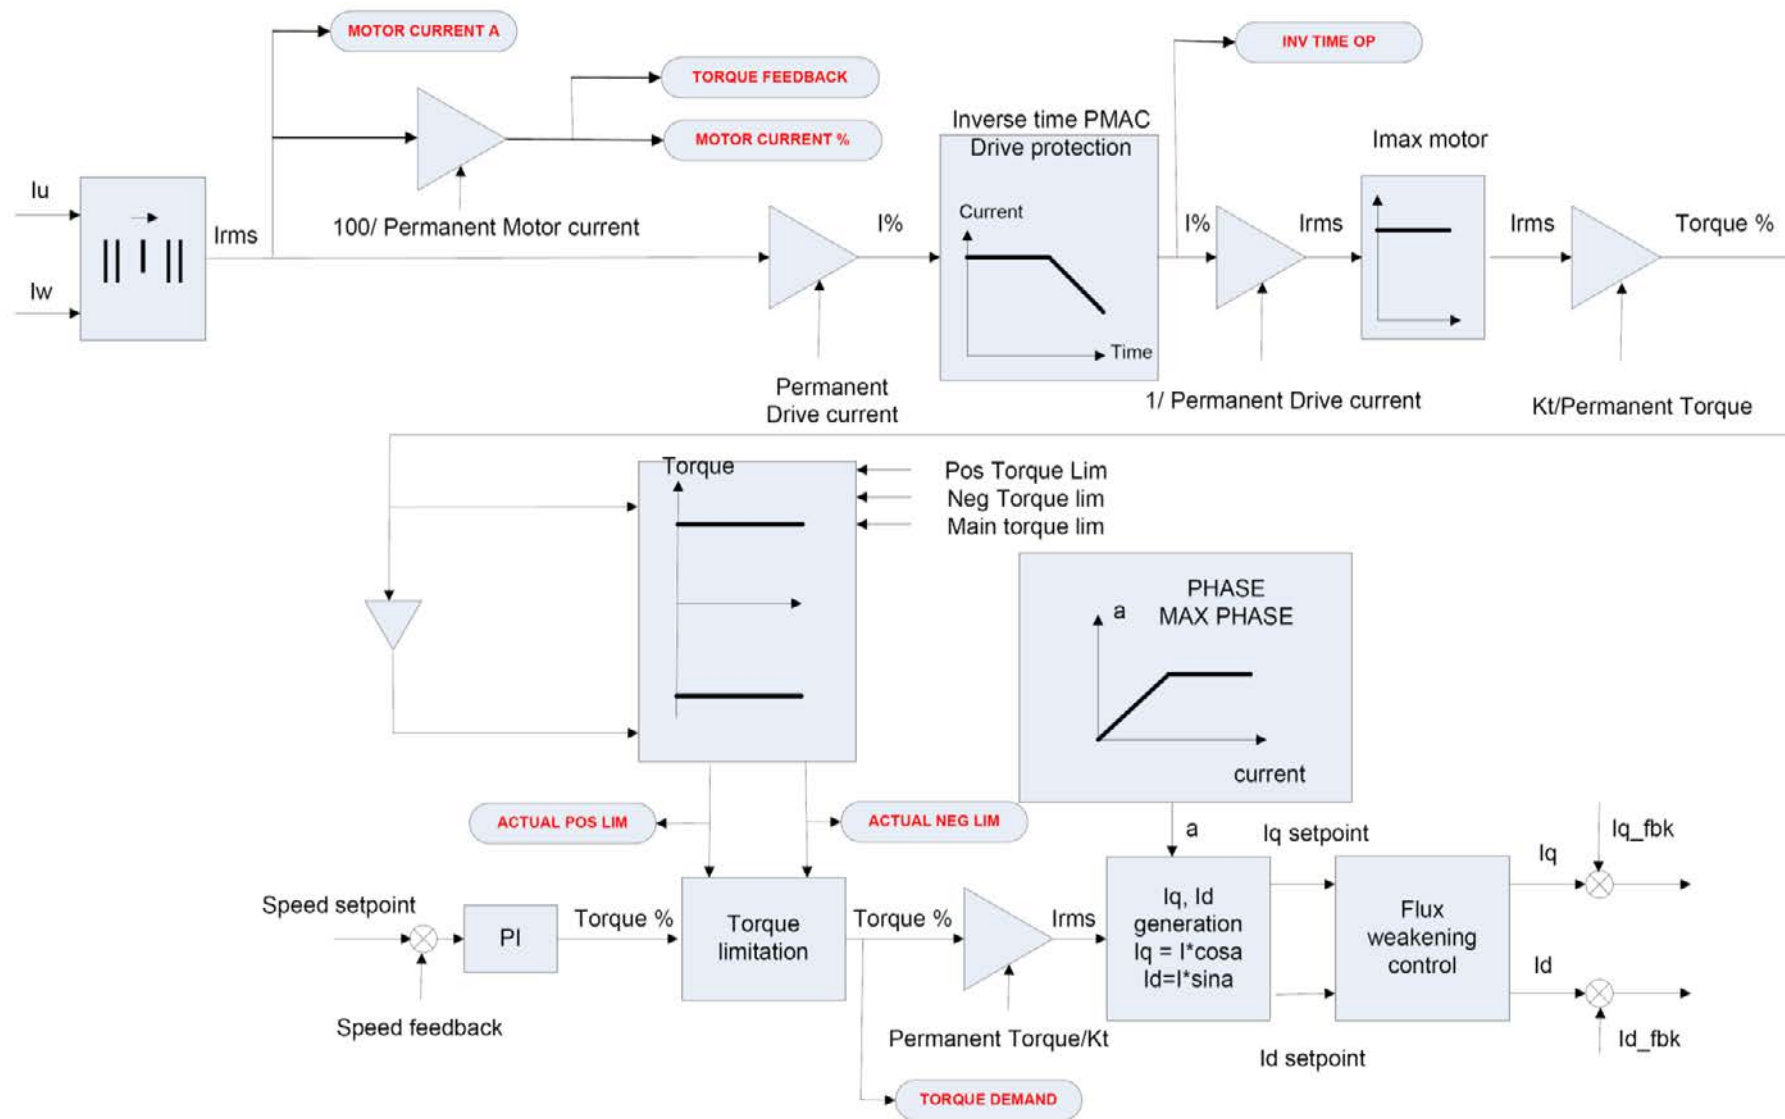 MOTOR CURRENT A
INV TIME OP
TORQUE FEEDBACK
MOTOR CURRENT %
Inverse time PMAC
Drive protection
Imax motor
Iu
Iw
Irms
100/ Permanent Motor current
I%
Current
Time
I%
Irms
Irms
Torque %
Permanent
Drive current
1/ Permanent Drive current
Kt/Permanent Torque
Torque
Pos Torque Lim
Neg Torque lim
Main torque lim
PHASE
MAX PHASE
a
current
ACTUAL POS LIM
ACTUAL NEG LIM
a
Iq setpoint
Iq
Iq_fbk
Speed setpoint
PI
Torque %
Torque
limitation
Torque %
Irms
Iq, Id
generation
Iq = I*cosa
Id=I*sina
Flux
weakening
control
Id
Speed feedback
Permanent Torque/Kt
Id setpoint
Id_fbk
TORQUE DEMAND